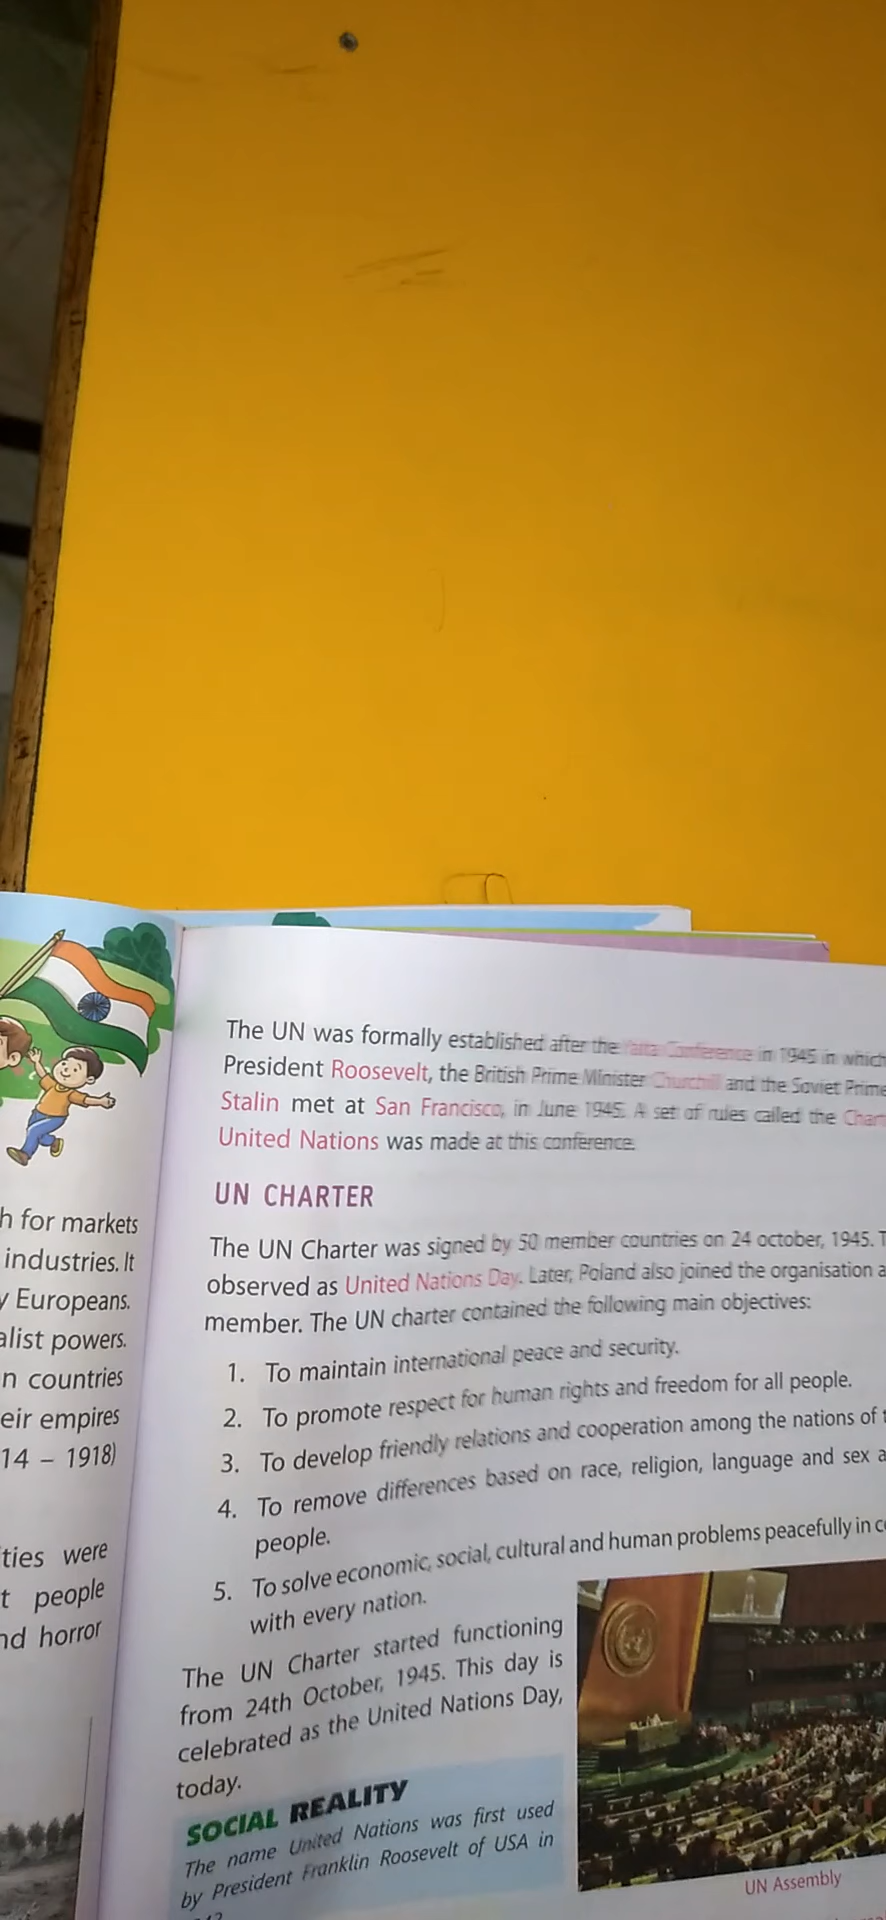 h for markets
industries. It
y Europeans.
alist powers.
n countries
eir empires
14 – 1918)
ties were
t people
nd horror
The UN was formally established after the Yalta Conference in 1945 in which
President Roosevelt, the British Prime Minister Churchill and the Soviet Prime
Stalin met at San Francisco, in June 1945. A set of rules called the Char
United Nations was made at this conference.
UN CHARTER
The UN Charter was signed by 50 member countries on 24 october, 1945. T
observed as United Nations Day. Later, Poland also joined the organisation a
member. The UN charter contained the following main objectives:
1. To maintain international peace and security.
2. To promote respect for human rights and freedom for all people.
3. To develop friendly relations and cooperation among the nations of t
4. To remove differences based on race, religion, language and sex a
people.
5. To solve economic, social, cultural and human problems peacefully in c
with every nation.
The UN Charter started functioning
from 24th October, 1945. This day is
celebrated as the United Nations Day,
today.
SOCIAL REALITY
The name United Nations was first used
by President Franklin Roosevelt of USA in
UN Assembly